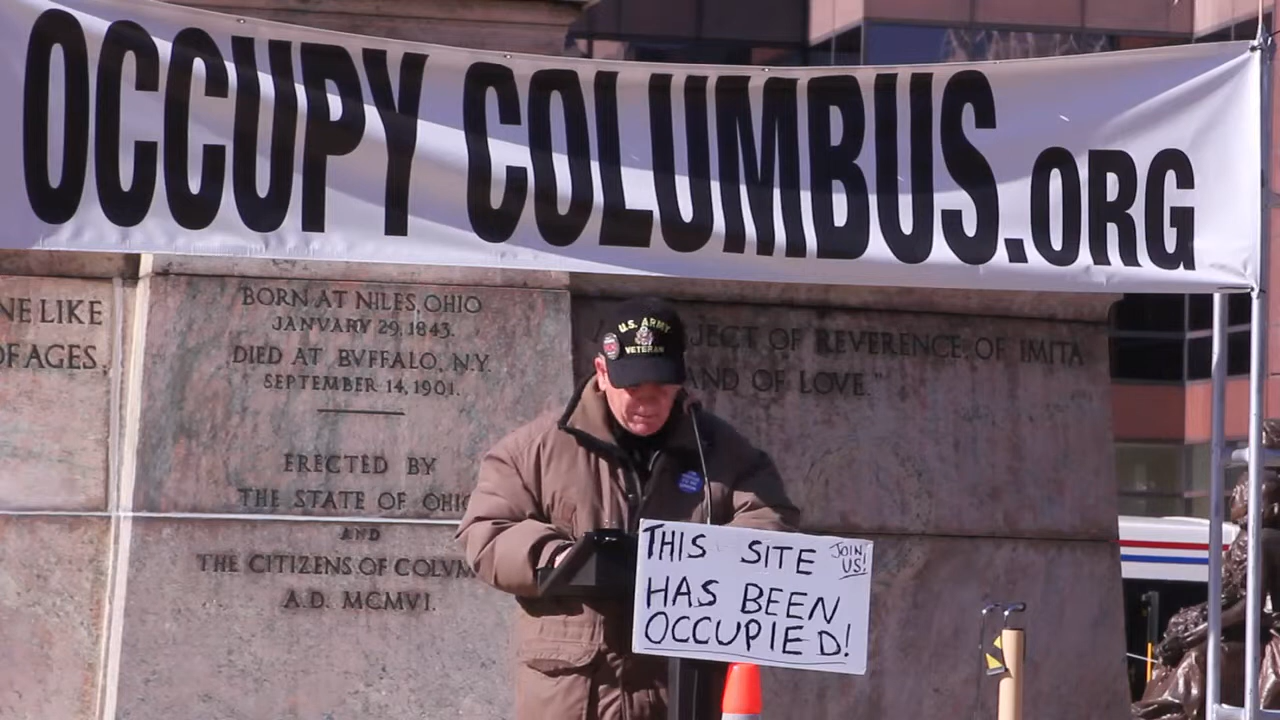 OCCUPY COLUMBUS.ORG
NE LIKE
OF AGES.
BORN AT NILES, OHIO
JANVARY 29, 1843.
DIED AT BVFFALO, N.Y.
SEPTEMBER 14, 1901.
ERECTED BY
THE STATE OF OHIO
AND
THE CITIZENS OF COLVM
A.D. MCMVI.
JECT OF REVERENCE, OF IMITA
AND OF LOVE."
U.S. ARMY
VETERAN
THIS SITE
HAS BEEN
OCCUPIED!
JOIN
US!